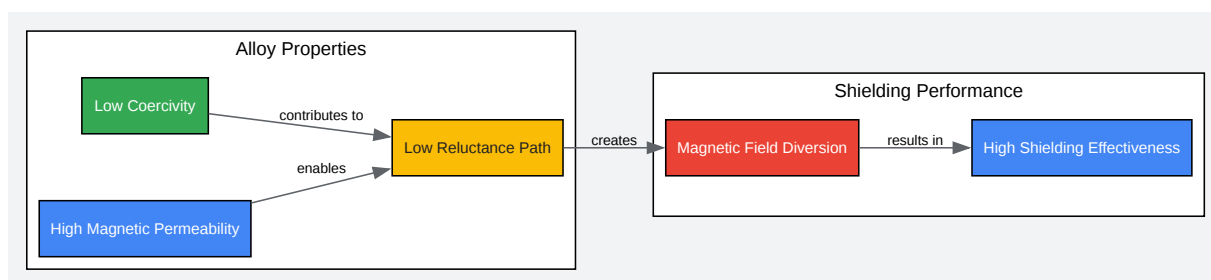 Alloy Properties
Low Coercivity
contributes to
High Magnetic Permeability
enables
Low Reluctance Path
creates
Shielding Performance
Magnetic Field Diversion
results in
High Shielding Effectiveness